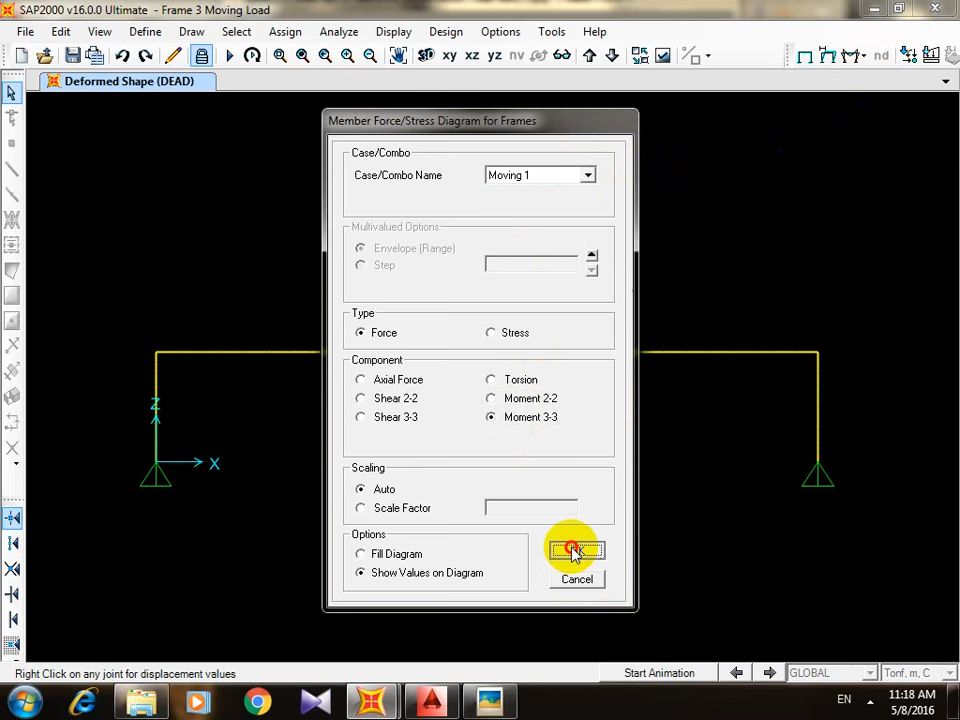 SAP2000 v16.0.0 Ultimate - Frame 3 Moving Load
File Edit View Define Draw Select Assign Analyze Display Design Options Tools Help
3D xy xz yz nv nd
Deformed Shape (DEAD)
Member Force/Stress Diagram for Frames
Case/Combo
Case/Combo Name Moving 1
Multivalued Options
Envelope (Range)
Step
Type
Force Stress
Component
Axial Force Torsion
Shear 2-2 Moment 2-2
Shear 3-3 Moment 3-3
Scaling
Auto
Scale Factor
Options
Fill Diagram
Show Values on Diagram
Cancel
Z
X
Right Click on any joint for displacement values
Start Animation
GLOBAL
Tonf, m, C
EN
11:18 AM
5/8/2016